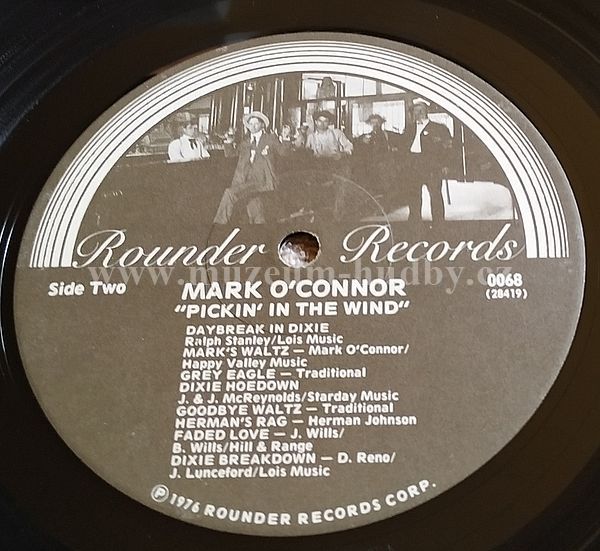 Rounder Records
www.muzeum-hudby.cz
Side Two
MARK O'CONNOR
0068
"PICKIN' IN THE WIND"
(28419)
DAYBREAK IN DIXIE
Ralph Stanley/Lois Music
MARK'S WALTZ — Mark O'Connor/
Happy Valley Music
GREY EAGLE — Traditional
DIXIE HOEDOWN
J. & J. McReynolds/Starday Music
GOODBYE WALTZ — Traditional
HERMAN'S RAG — Herman Johnson
FADED LOVE — J. Wills/
B. Wills/Hill & Range
DIXIE BREAKDOWN — D. Reno/
J. Lunceford/Lois Music
Ⓟ 1976 ROUNDER RECORDS CORP.